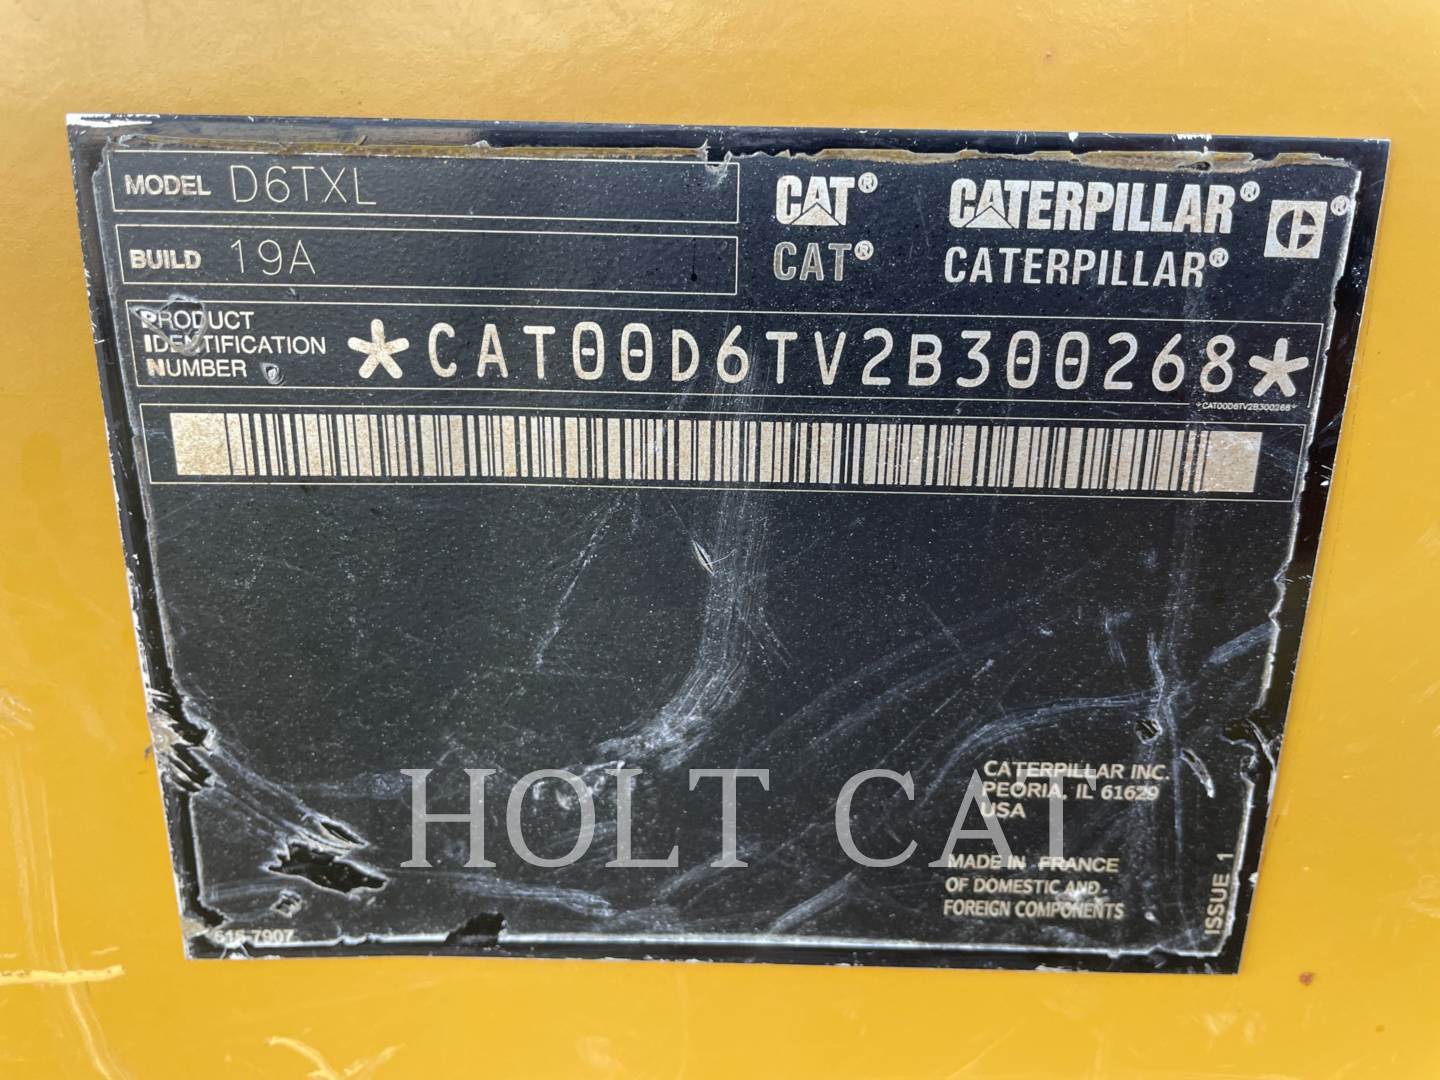 MODEL D6TXL
BUILD 19A
CAT® CATERPILLAR® C®
CAT® CATERPILLAR®
PRODUCT
IDENTIFICATION
NUMBER
*CAT00D6TV2B300268*
*CAT00D6TV2B300268*
CATERPILLAR INC.
PEORIA, IL 61629
USA
HOLT CAT
MADE IN FRANCE
OF DOMESTIC AND
FOREIGN COMPONENTS
ISSUE 1
515-7907